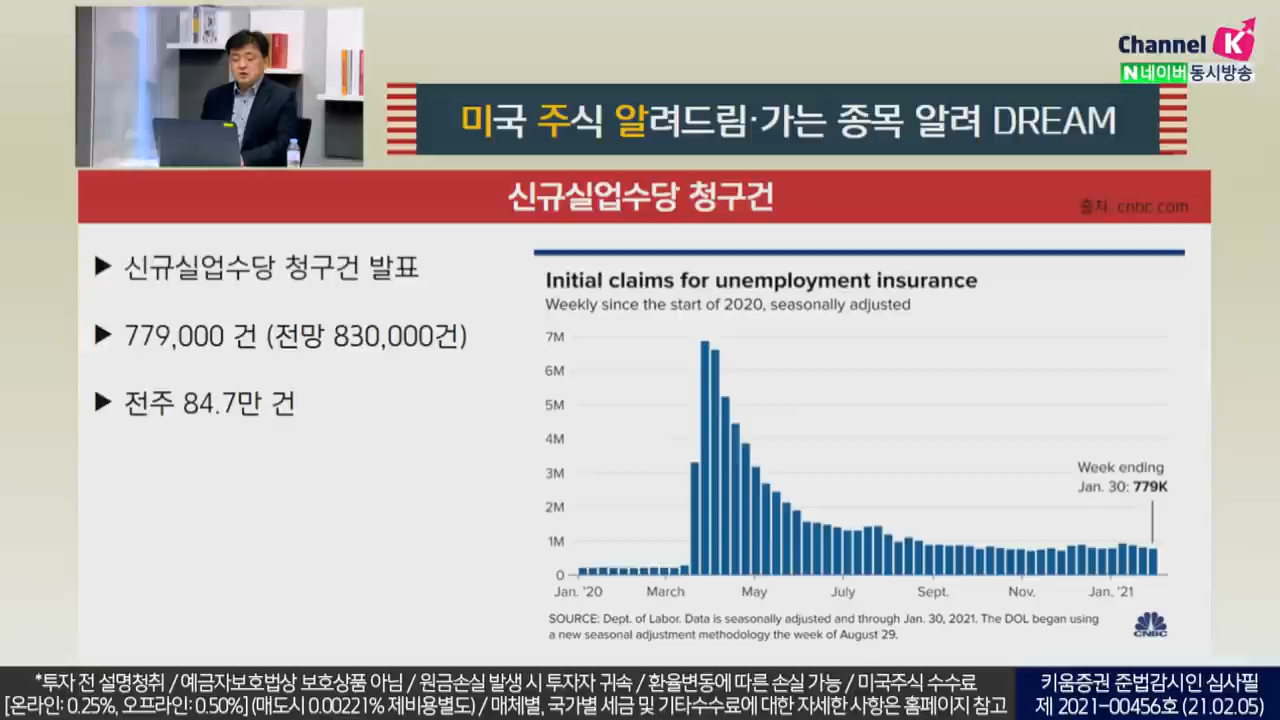 Channel K
N 네이버 동시방송
미국 주식 알려드림·가는 종목 알려 DREAM
신규실업수당 청구건
출처. cnbc.com
▶ 신규실업수당 청구건 발표
▶ 779,000 건 (전망 830,000건)
▶ 전주 84.7만 건
Initial claims for unemployment insurance
Weekly since the start of 2020, seasonally adjusted
7M
6M
5M
4M
3M
2M
1M
0
Week ending
Jan. 30: 779K
Jan. '20 March May July Sept. Nov. Jan. '21
SOURCE: Dept. of Labor. Data is seasonally adjusted and through Jan. 30, 2021. The DOL began using
a new seasonal adjustment methodology the week of August 29.
CNBC
*투자 전 설명청취 / 예금자보호법상 보호상품 아님 / 원금손실 발생 시 투자자 귀속 / 환율변동에 따른 손실 가능 / 미국주식 수수료
[온라인: 0.25%, 오프라인: 0.50%] (매도시 0.00221% 제비용별도) / 매체별, 국가별 세금 및 기타수수료에 대한 자세한 사항은 홈페이지 참고
키움증권 준법감시인 심사필
제 2021-00456호 (21.02.05)